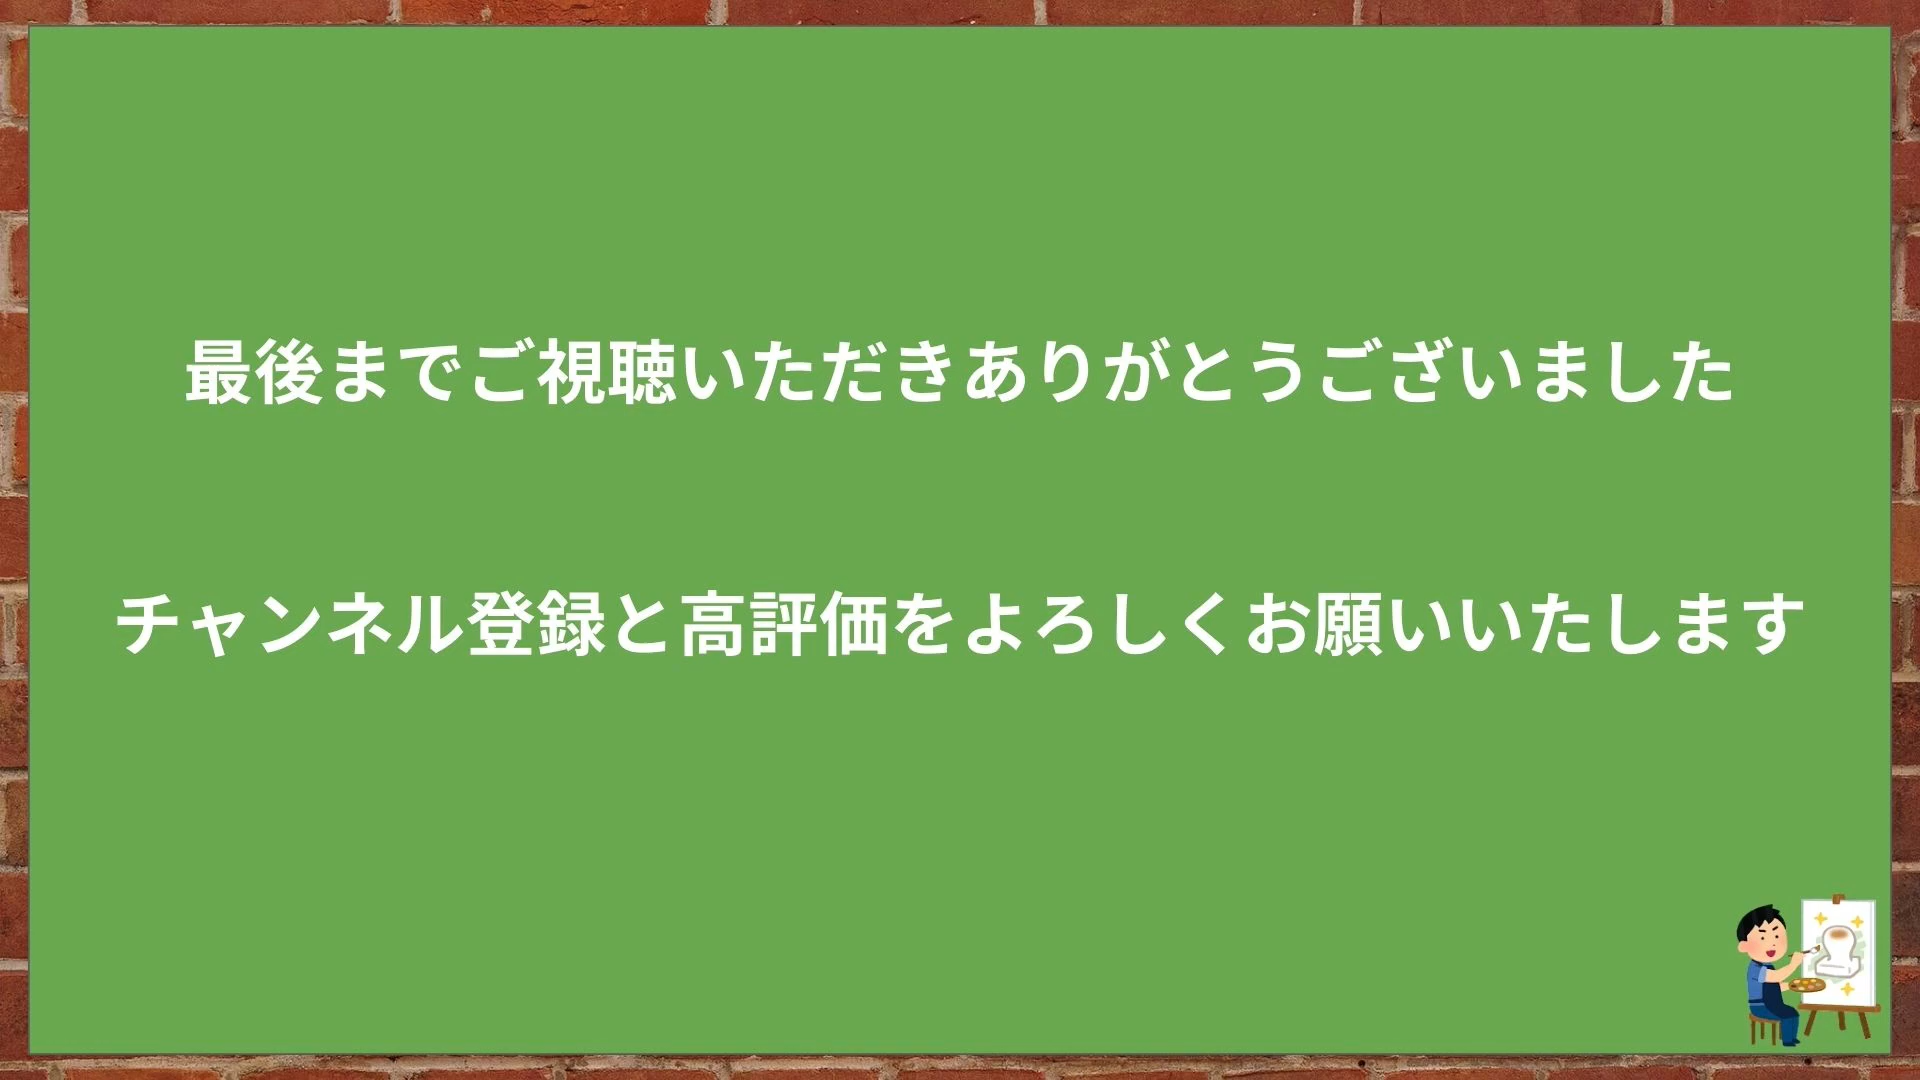 最後までご視聴いただきありがとうございました
チャンネル登録と高評価をよろしくお願いいたします